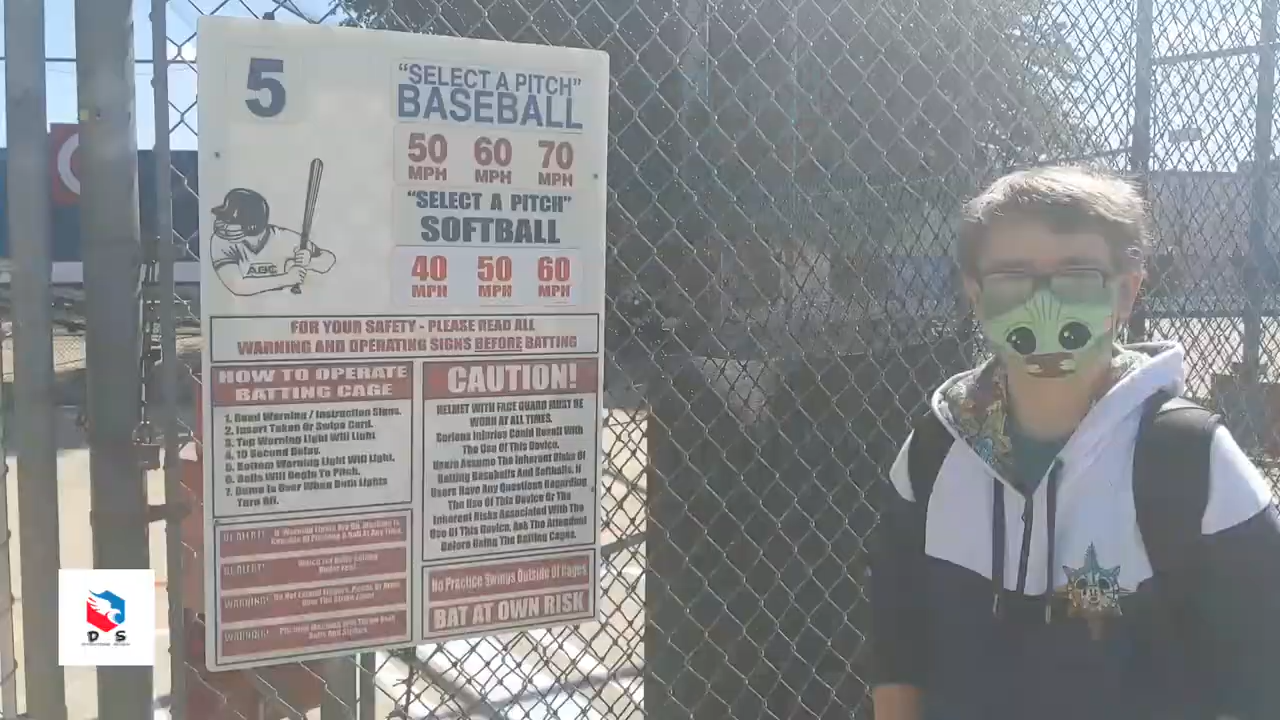 5
"SELECT A PITCH"
BASEBALL
50 60 70
MPH MPH MPH
"SELECT A PITCH"
SOFTBALL
40 50 60
MPH MPH MPH
ABC
FOR YOUR SAFETY - PLEASE READ ALL
WARNING AND OPERATING SIGNS BEFORE BATTING
HOW TO OPERATE
BATTING CAGE
1. Read Warning / Instruction Signs.
2. Insert Token Or Swipe Card.
3. Top Warning Light Will Light
4. 10 Second Delay.
5. Bottom Warning Light Will Light.
6. Balls Will Begin To Pitch.
7. Game Is Over When Both Lights
Turn Off.
CAUTION!
HELMET WITH FACE GUARD MUST BE
WORN AT ALL TIMES.
Serious Injuries Could Result With
The Use Of This Device.
Users Assume The Inherent Risks Of
Batting Baseballs And Softballs. If
Users Have Any Questions Regarding
The Use Of This Device Or The
Inherent Risks Associated With The
Use Of This Device, Ask The Attendant
Before Using The Batting Cages.
No Practice Swings Outside Of Cages
BAT AT OWN RISK
WARNING!
WARNING!
D S